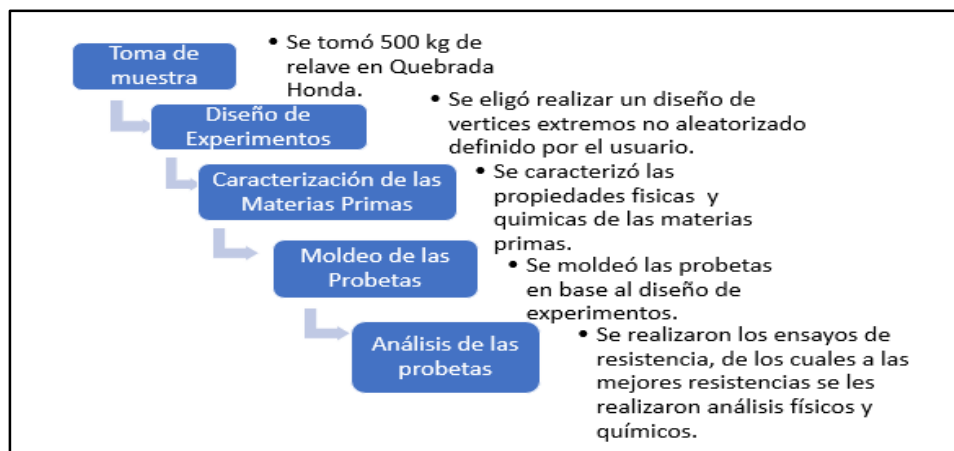 Toma de
muestra
• Se tomó 500 kg de
relave en Quebrada
Honda.
Diseño de
Experimentos
• Se eligó realizar un diseño de
vertices extremos no aleatorizado
definido por el usuario.
Caracterización de las
Materias Primas
• Se caracterizó las
propiedades fisicas y
quimicas de las materias
primas.
Moldeo de las
Probetas
• Se moldeó las probetas
en base al diseño de
experimentos.
Análisis de las
probetas
• Se realizaron los ensayos de
resistencia, de los cuales a las
mejores resistencias se les
realizaron análisis físicos y
químicos.